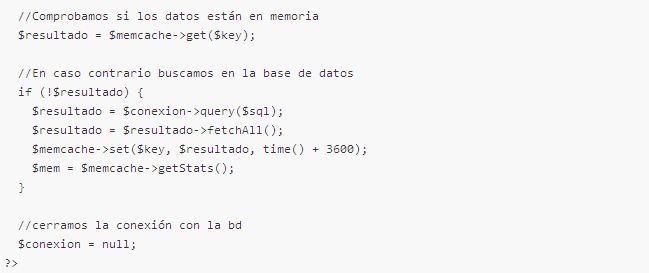 //Comprobamos si los datos están en memoria
$resultado = $memcache->get($key);
//En caso contrario buscamos en la base de datos
if (!$resultado) {
$resultado = $conexion->query($sql);
$resultado = $resultado->fetchAll();
$memcache->set($key, $resultado, time() + 3600);
$mem = $memcache->getStats();
}
//cerramos la conexión con la bd
$conexion = null;
?>